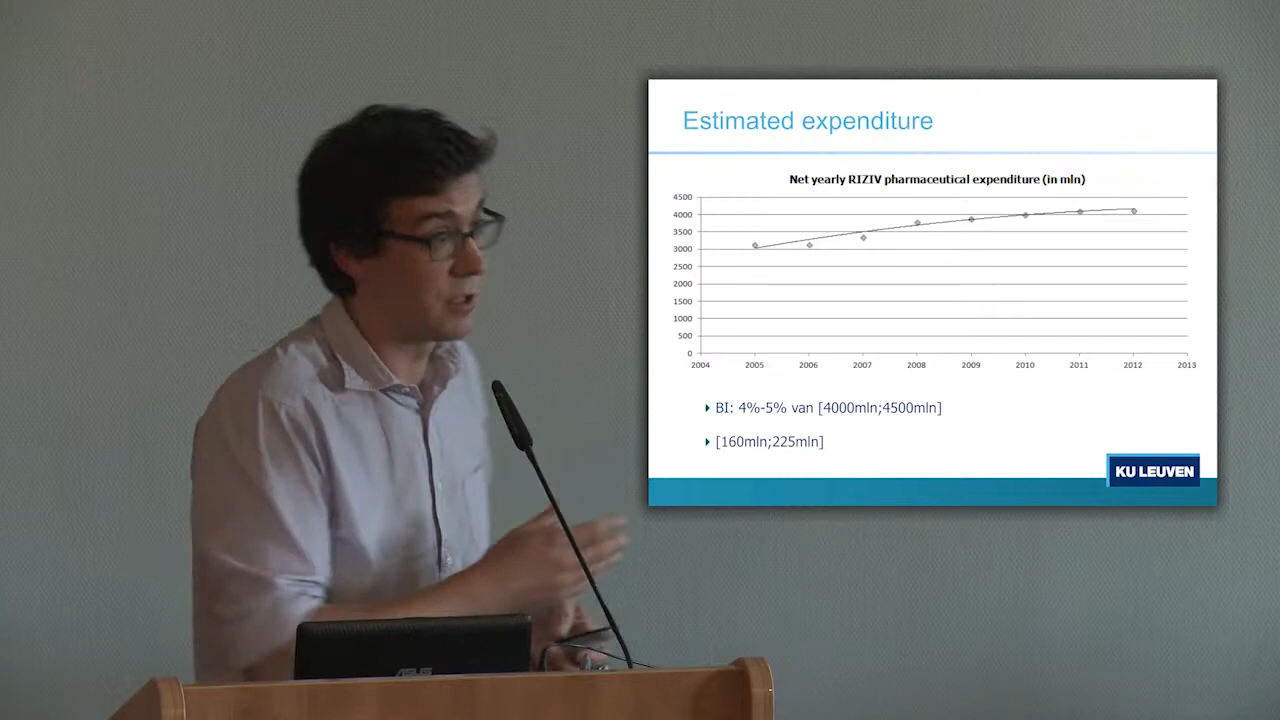 Estimated expenditure
Net yearly RIZIV pharmaceutical expenditure (in mln)
4500
4000
3500
3000
2500
2000
1500
1000
500
0
2004 2005 2006 2007 2008 2009 2010 2011 2012 2013
BI: 4%-5% van [4000mln;4500mln]
[160mln;225mln]
KU LEUVEN
ASUS